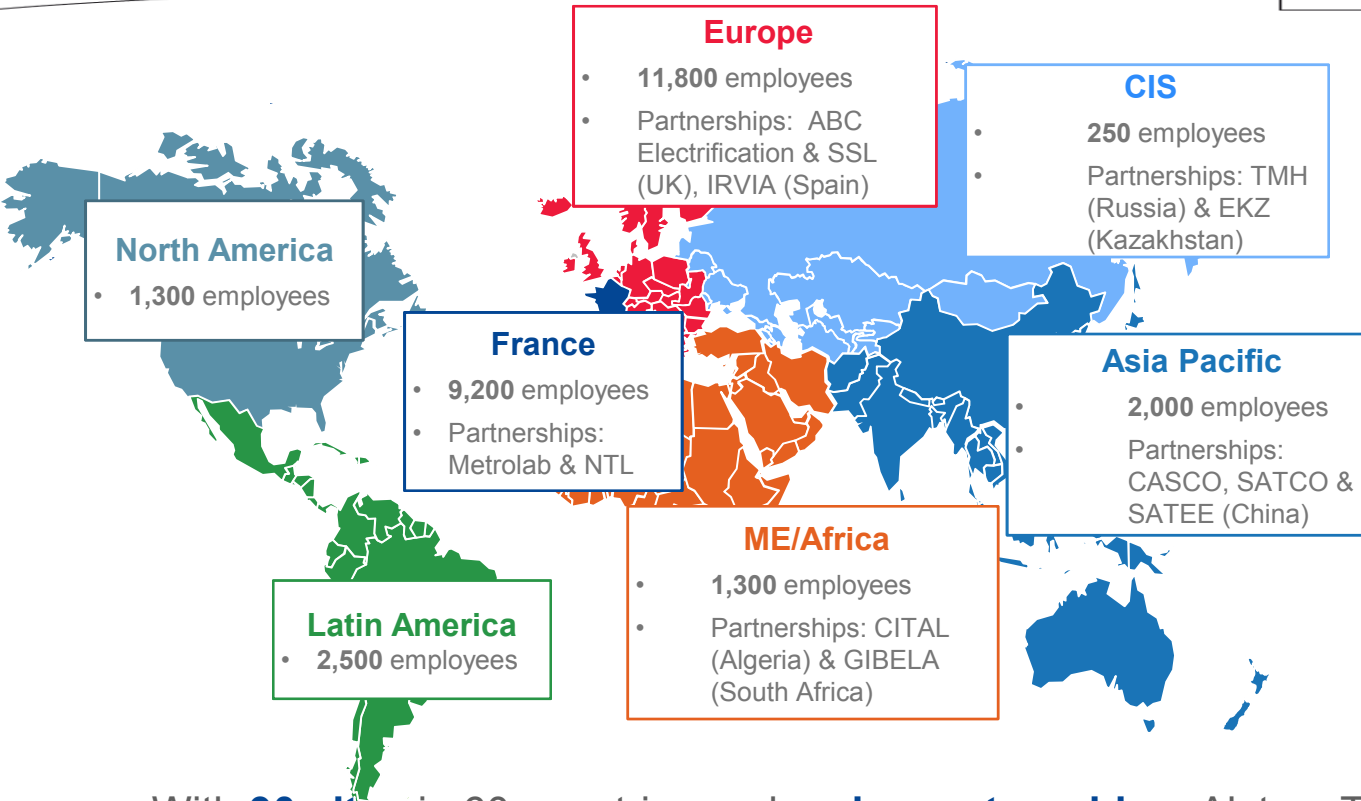 Europe
• 11,800 employees
• Partnerships: ABC
Electrification & SSL
(UK), IRVIA (Spain)
CIS
• 250 employees
• Partnerships: TMH
(Russia) & EKZ
(Kazakhstan)
North America
• 1,300 employees
France
• 9,200 employees
• Partnerships:
Metrolab & NTL
Asia Pacific
• 2,000 employees
• Partnerships:
CASCO, SATCO &
SATEE (China)
ME/Africa
• 1,300 employees
• Partnerships: CITAL
(Algeria) & GIBELA
(South Africa)
Latin America
• 2,500 employees
With